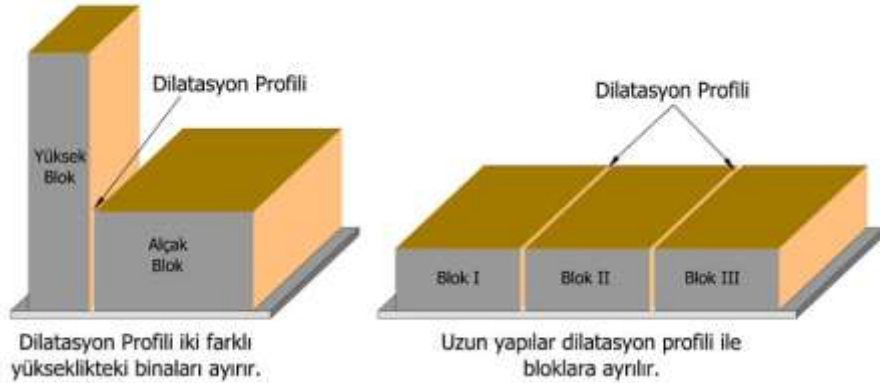 Dilatasyon Profili
Yüksek
Blok
Alçak
Blok
Dilatasyon Profili iki farklı
yükseklikteki binaları ayırır.
Dilatasyon Profili
Blok I
Blok II
Blok III
Uzun yapılar dilatasyon profili ile
bloklara ayrılır.